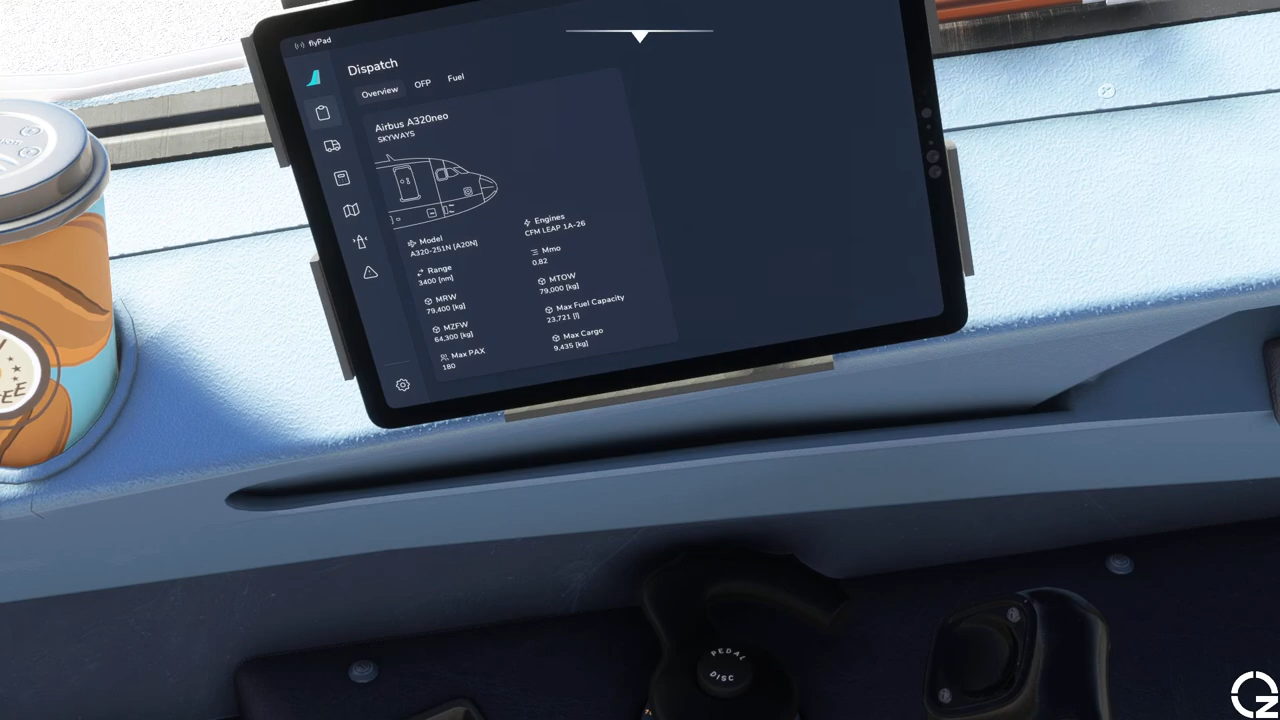 flyPad
Dispatch
Overview OFP Fuel
Airbus A320neo
SKYWAYS
Model
A320-251N [A20N]
Engines
CFM LEAP 1A-26
Range
3400 [nm]
Mmo
0.82
MRW
79,400 [kg]
MTOW
79,000 [kg]
MZFW
64,300 [kg]
Max Fuel Capacity
23,721 [l]
Max PAX
180
Max Cargo
9,435 [kg]
PEDAL
DISC